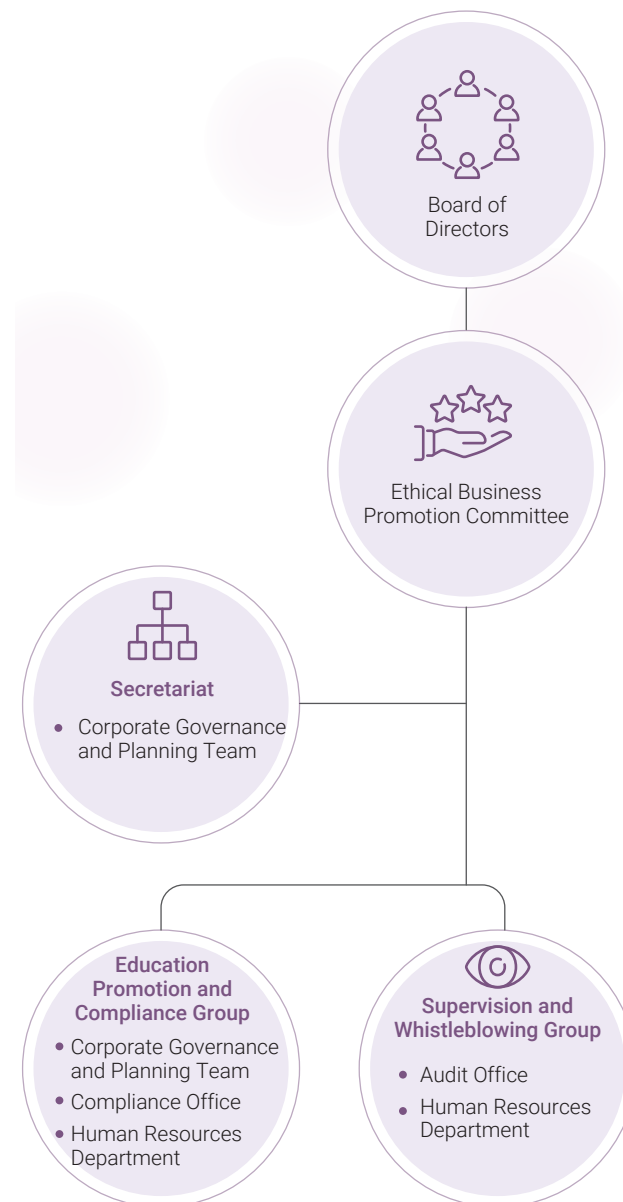 Board of
Directors
Ethical Business
Promotion Committee
Secretariat
• Corporate Governance
and Planning Team
Education
Promotion and
Compliance Group
• Corporate Governance
and Planning Team
• Compliance Office
• Human Resources
Department
Supervision and
Whistleblowing Group
• Audit Office
• Human Resources
Department